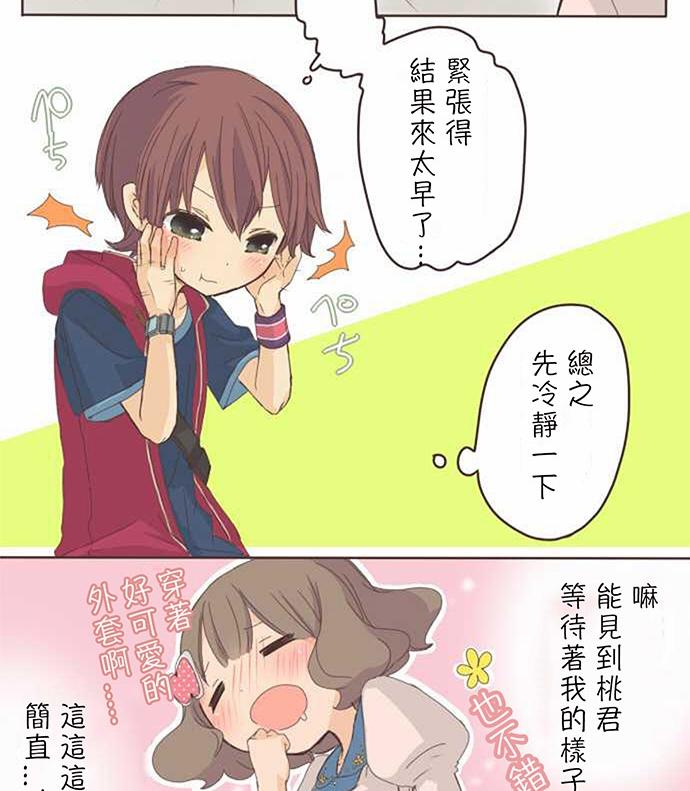 緊張得
結果來太早了…
ぺち
ぺち
總之
先冷靜一下
嘛
能見到桃君
等待著我的樣子
也不錯
穿著
好可愛的
外套啊……
這這這
簡直…